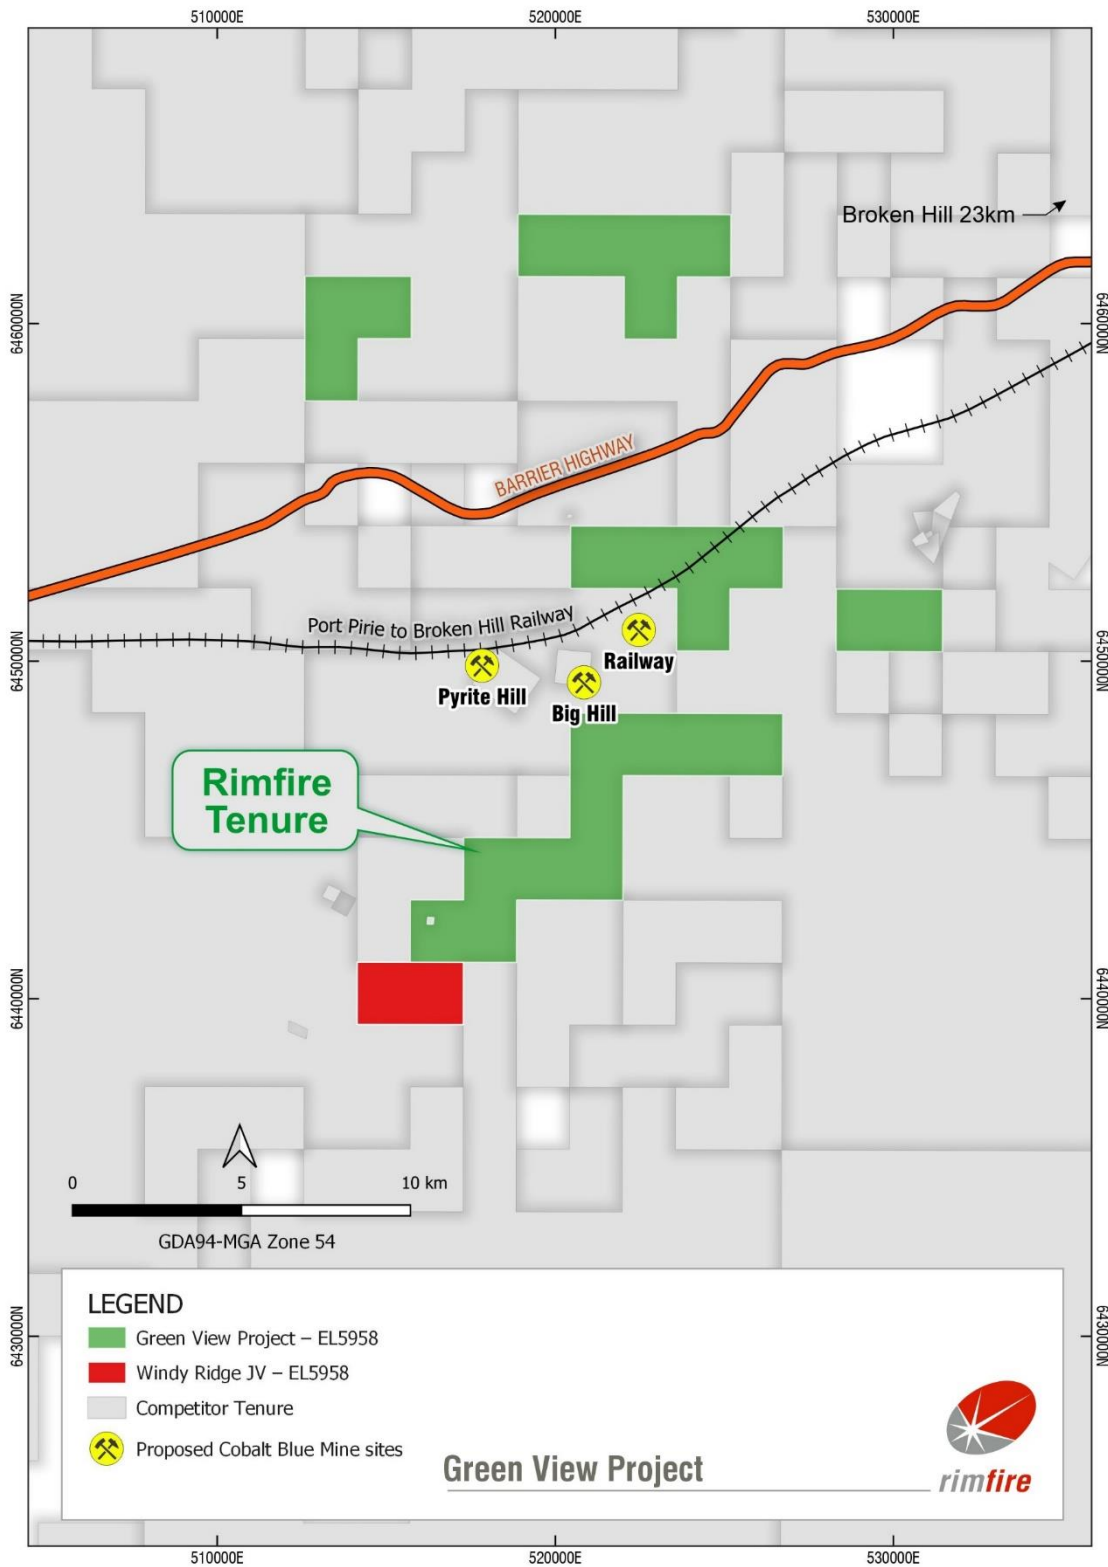 510000E
520000E
530000E
Broken Hill 23km
6460000N
6460000N
BARRIER HIGHWAY
Port Pirie to Broken Hill Railway
Railway
6450000N
6450000N
Pyrite Hill
Big Hill
Rimfire
Tenure
6440000N
6440000N
0 5 10 km
GDA94-MGA Zone 54
LEGEND
Green View Project – EL5958
Windy Ridge JV – EL5958
Competitor Tenure
Proposed Cobalt Blue Mine sites
6430000N
6430000N
Green View Project
rimfire
510000E
520000E
530000E